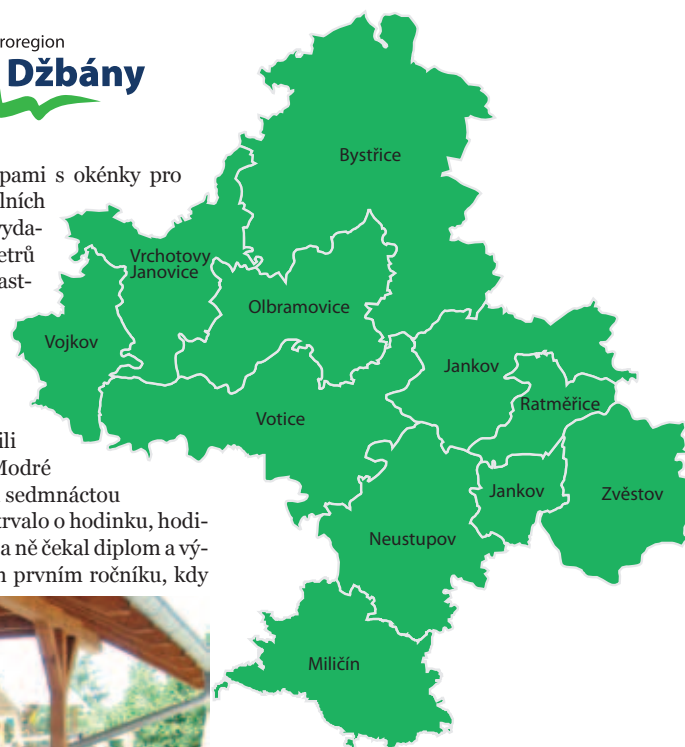 roregion
Džbány
pami s okénky pro
lních
vyda-
etrů
ast-
ili
Modré
sedmnáctou
trvalo o hodinku, hodi-
a ně čekal diplom a vý-
m prvním ročníku, kdy
Bystřice
Vrchotovy
Janovice
Olbramovice
Vojkov
Jankov
Ratměřice
Votice
Jankov
Zvěstov
Neustupov
Miličín